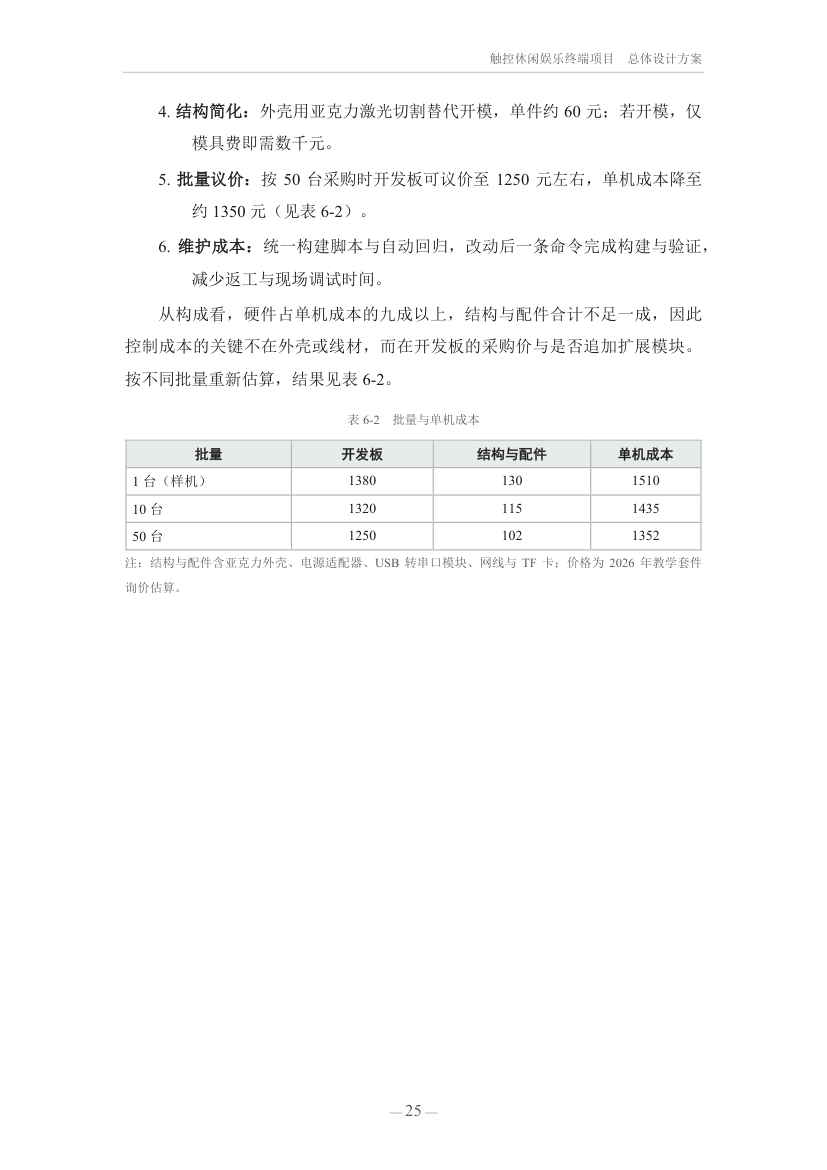 触控休闲娱乐终端项目　总体设计方案
4. 结构简化：外壳用亚克力激光切割替代开模，单件约 60 元；若开模，仅
模具费即需数千元。
5. 批量议价：按 50 台采购时开发板可议价至 1250 元左右，单机成本降至
约 1350 元（见表 6-2）。
6. 维护成本：统一构建脚本与自动回归，改动后一条命令完成构建与验证，
减少返工与现场调试时间。
从构成看，硬件占单机成本的九成以上，结构与配件合计不足一成，因此
控制成本的关键不在外壳或线材，而在开发板的采购价与是否追加扩展模块。
按不同批量重新估算，结果见表 6-2。
表 6-2　批量与单机成本
批量 开发板 结构与配件 单机成本
1 台（样机） 1380 130 1510
10 台 1320 115 1435
50 台 1250 102 1352
注：结构与配件含亚克力外壳、电源适配器、USB 转串口模块、网线与 TF 卡；价格为 2026 年教学套件
询价估算。
— 25 —